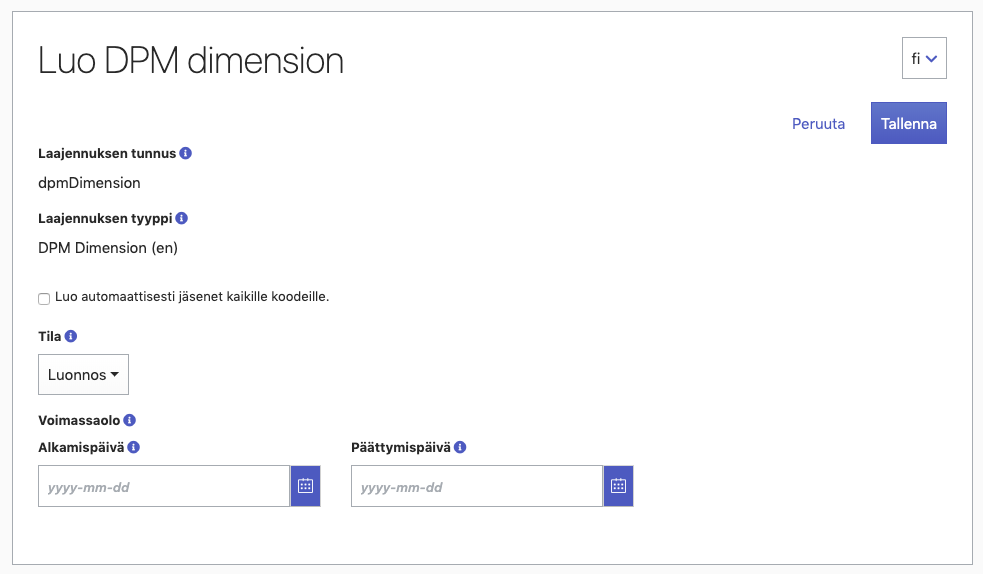 Luo DPM dimension
fi
Peruuta
Tallenna
Laajennuksen tunnus
dpmDimension
Laajennuksen tyyppi
DPM Dimension (en)
Luo automaattisesti jäsenet kaikille koodeille.
Tila
Luonnos
Voimassaolo
Alkamispäivä
Päättymispäivä
yyyy-mm-dd
yyyy-mm-dd